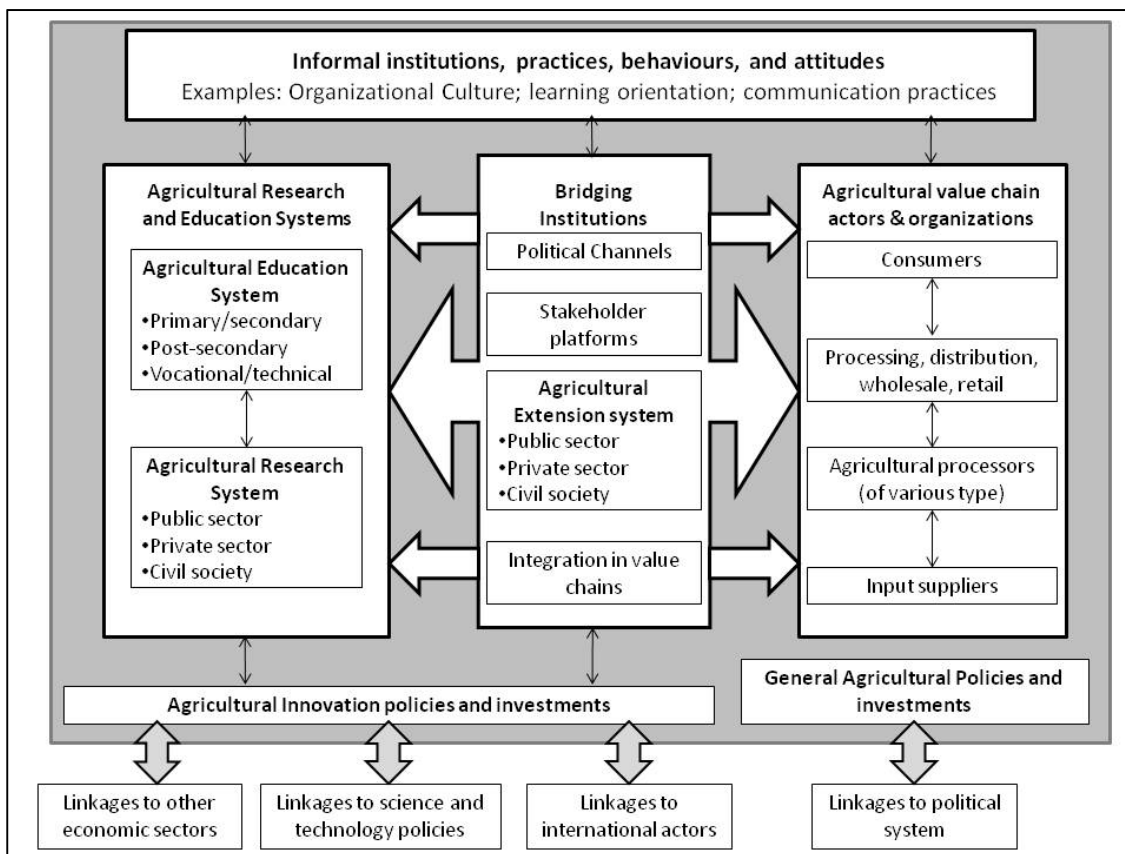 Informal institutions, practices, behaviours, and attitudes
Examples: Organizational Culture; learning orientation; communication practices
Agricultural Research
and Education Systems
Agricultural Education
System
•Primary/secondary
•Post-secondary
•Vocational/technical
Agricultural Research
System
•Public sector
•Private sector
•Civil society
Bridging
Institutions
Political Channels
Stakeholder
platforms
Agricultural
Extension system
•Public sector
•Private sector
•Civil society
Integration in value
chains
Agricultural value chain
actors & organizations
Consumers
Processing, distribution,
wholesale, retail
Agricultural processors
(of various type)
Input suppliers
Agricultural Innovation policies and investments
General Agricultural Policies and
investments
Linkages to other
economic sectors
Linkages to science and
technology policies
Linkages to
international actors
Linkages to political
system